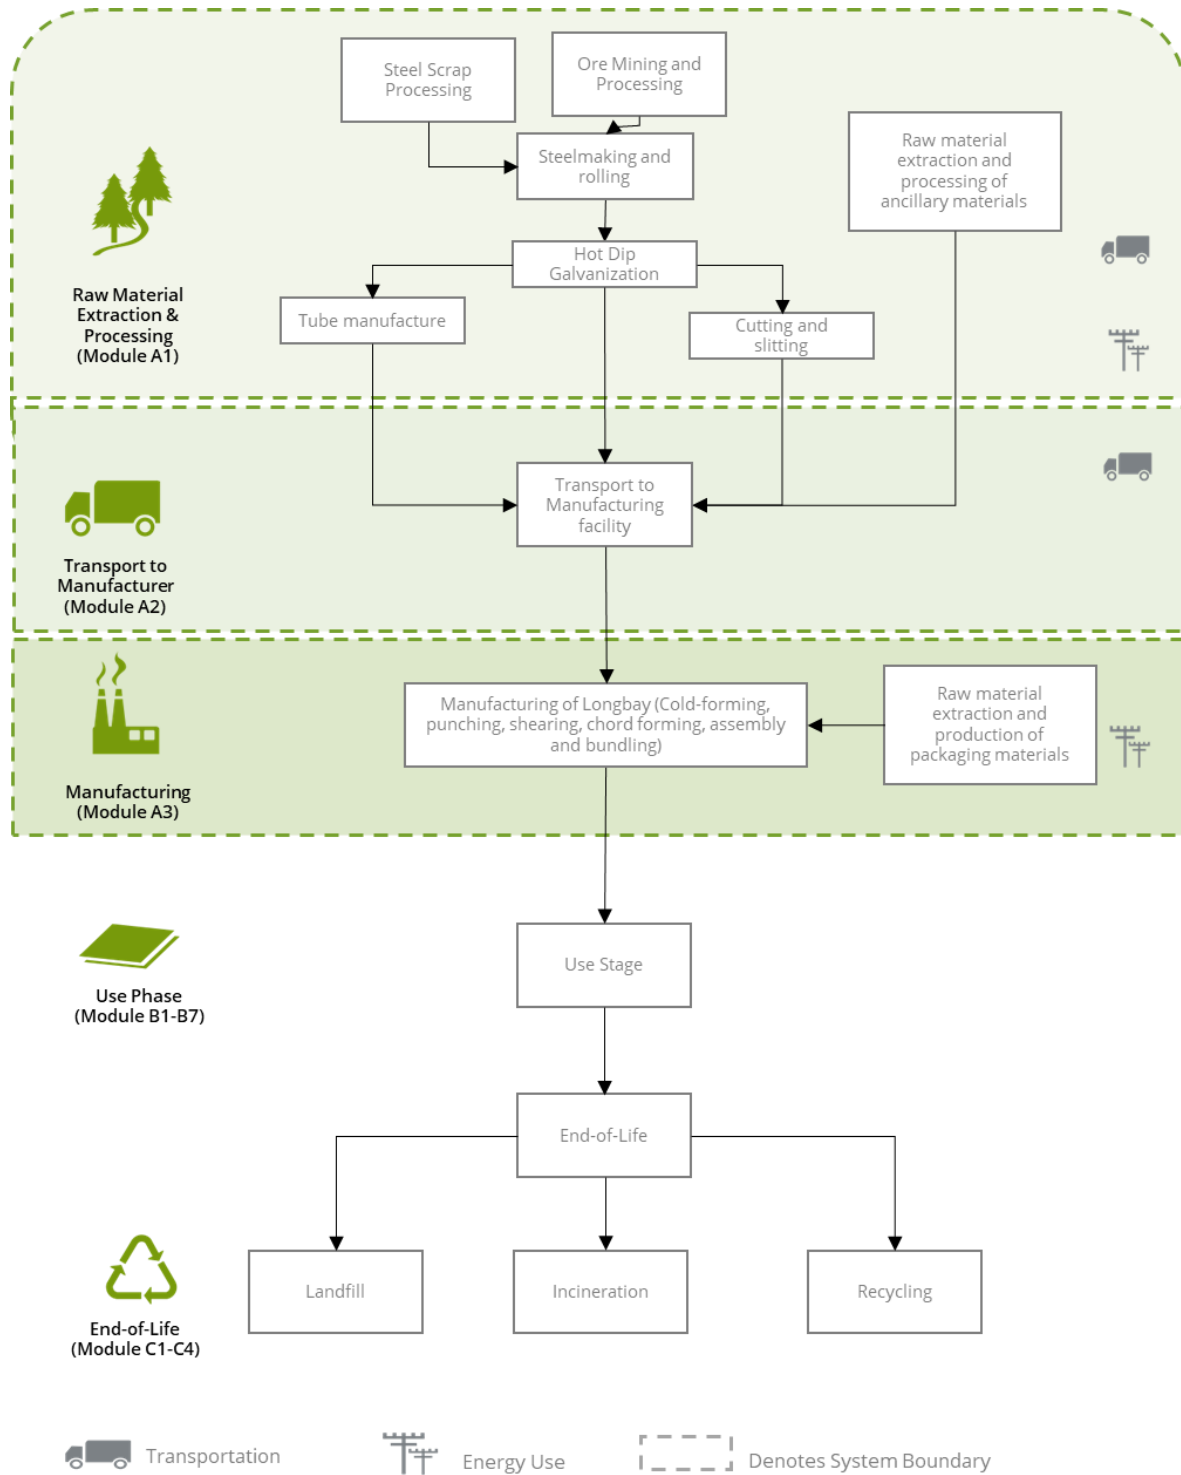 Steel Scrap
Processing
Ore Mining and
Processing
Steelmaking and
rolling
Raw material
extraction and
processing of
ancillary materials
Hot Dip
Galvanization
Raw Material
Extraction &
Processing
(Module A1)
Tube manufacture
Cutting and
slitting
Transport to
Manufacturing
facility
Transport to
Manufacturer
(Module A2)
Manufacturing of Longbay (Cold-forming,
punching, shearing, chord forming, assembly
and bundling)
Raw material
extraction and
production of
packaging materials
Manufacturing
(Module A3)
Use Stage
Use Phase
(Module B1-B7)
End-of-Life
Landfill
Incineration
Recycling
End-of-Life
(Module C1-C4)
Transportation
Energy Use
Denotes System Boundary